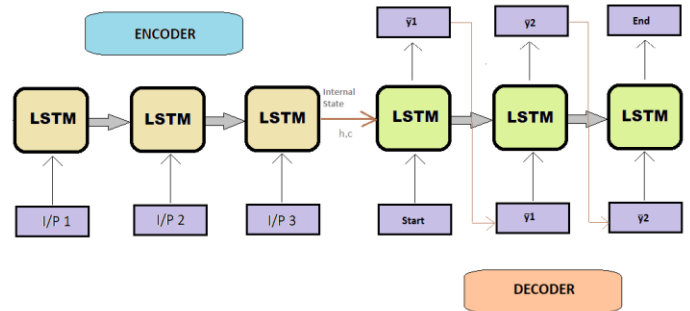 ENCODER
ȳ1
ȳ2
End
LSTM
LSTM
LSTM
Internal
State
h,c
LSTM
LSTM
LSTM
I/P 1
I/P 2
I/P 3
Start
ȳ1
ȳ2
DECODER